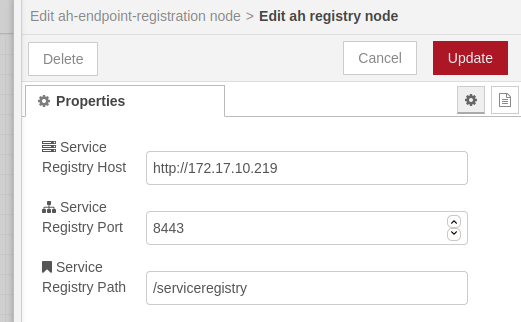 Edit ah-endpoint-registration node > Edit ah registry node
Delete Cancel Update
Properties
Service
Registry Host http://172.17.10.219
Service
Registry Port 8443
Service
Registry Path /serviceregistry